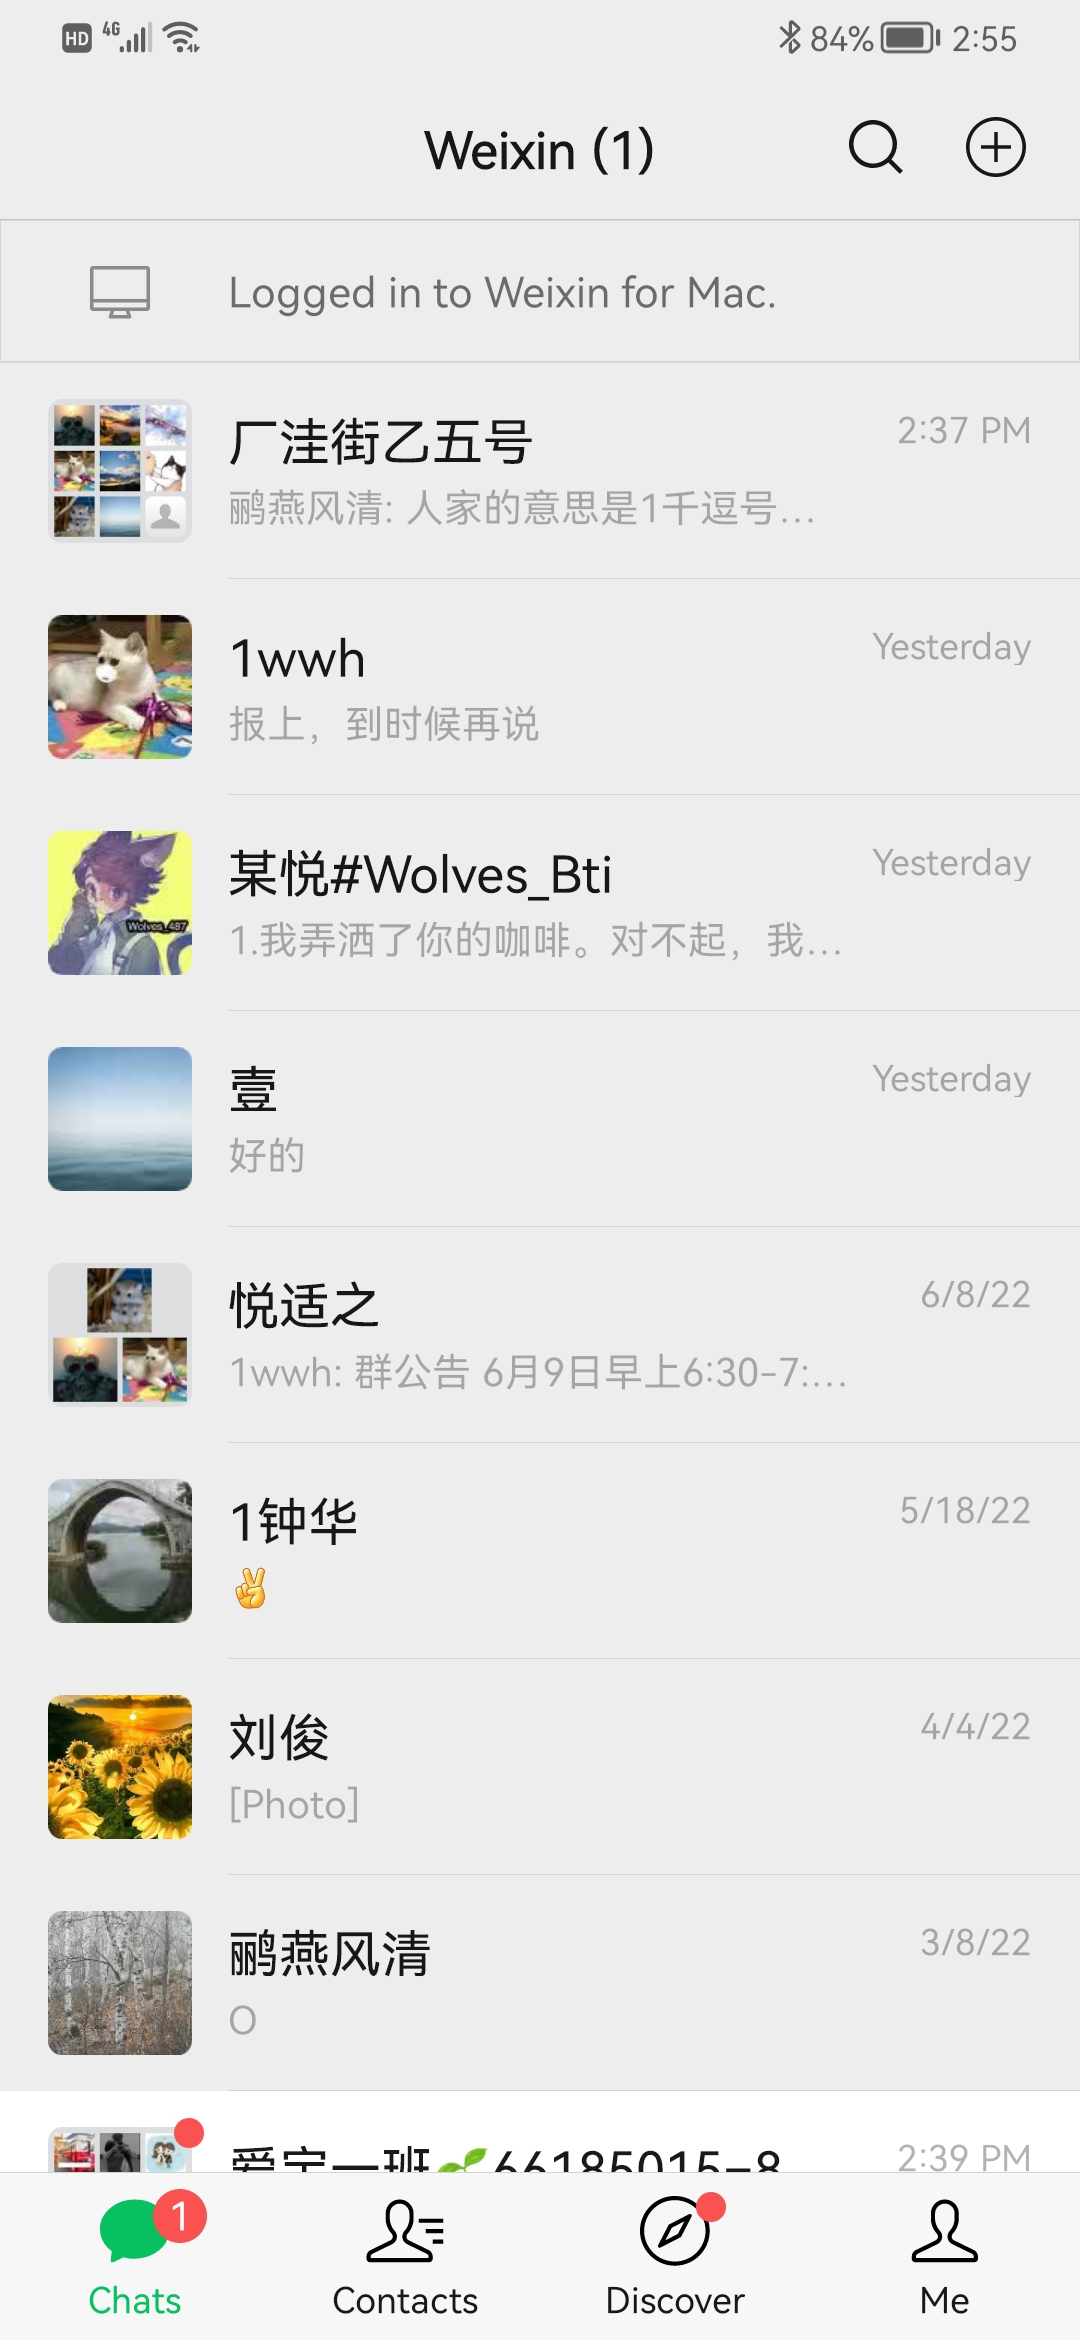 HD 4G 84% 2:55
Weixin (1)
Logged in to Weixin for Mac.
厂洼街乙五号 2:37 PM
鹂燕风清: 人家的意思是1千逗号...
1wwh Yesterday
报上，到时候再说
某悦#Wolves_Bti Yesterday
Wolves_487
1.我弄洒了你的咖啡。对不起，我...
壹 Yesterday
好的
悦适之 6/8/22
1wwh: 群公告 6月9日早上6:30-7:...
1钟华 5/18/22
✌
刘俊 4/4/22
[Photo]
鹂燕风清 3/8/22
O
一班🌱66185015-8 2:39 PM
1
Chats Contacts Discover Me